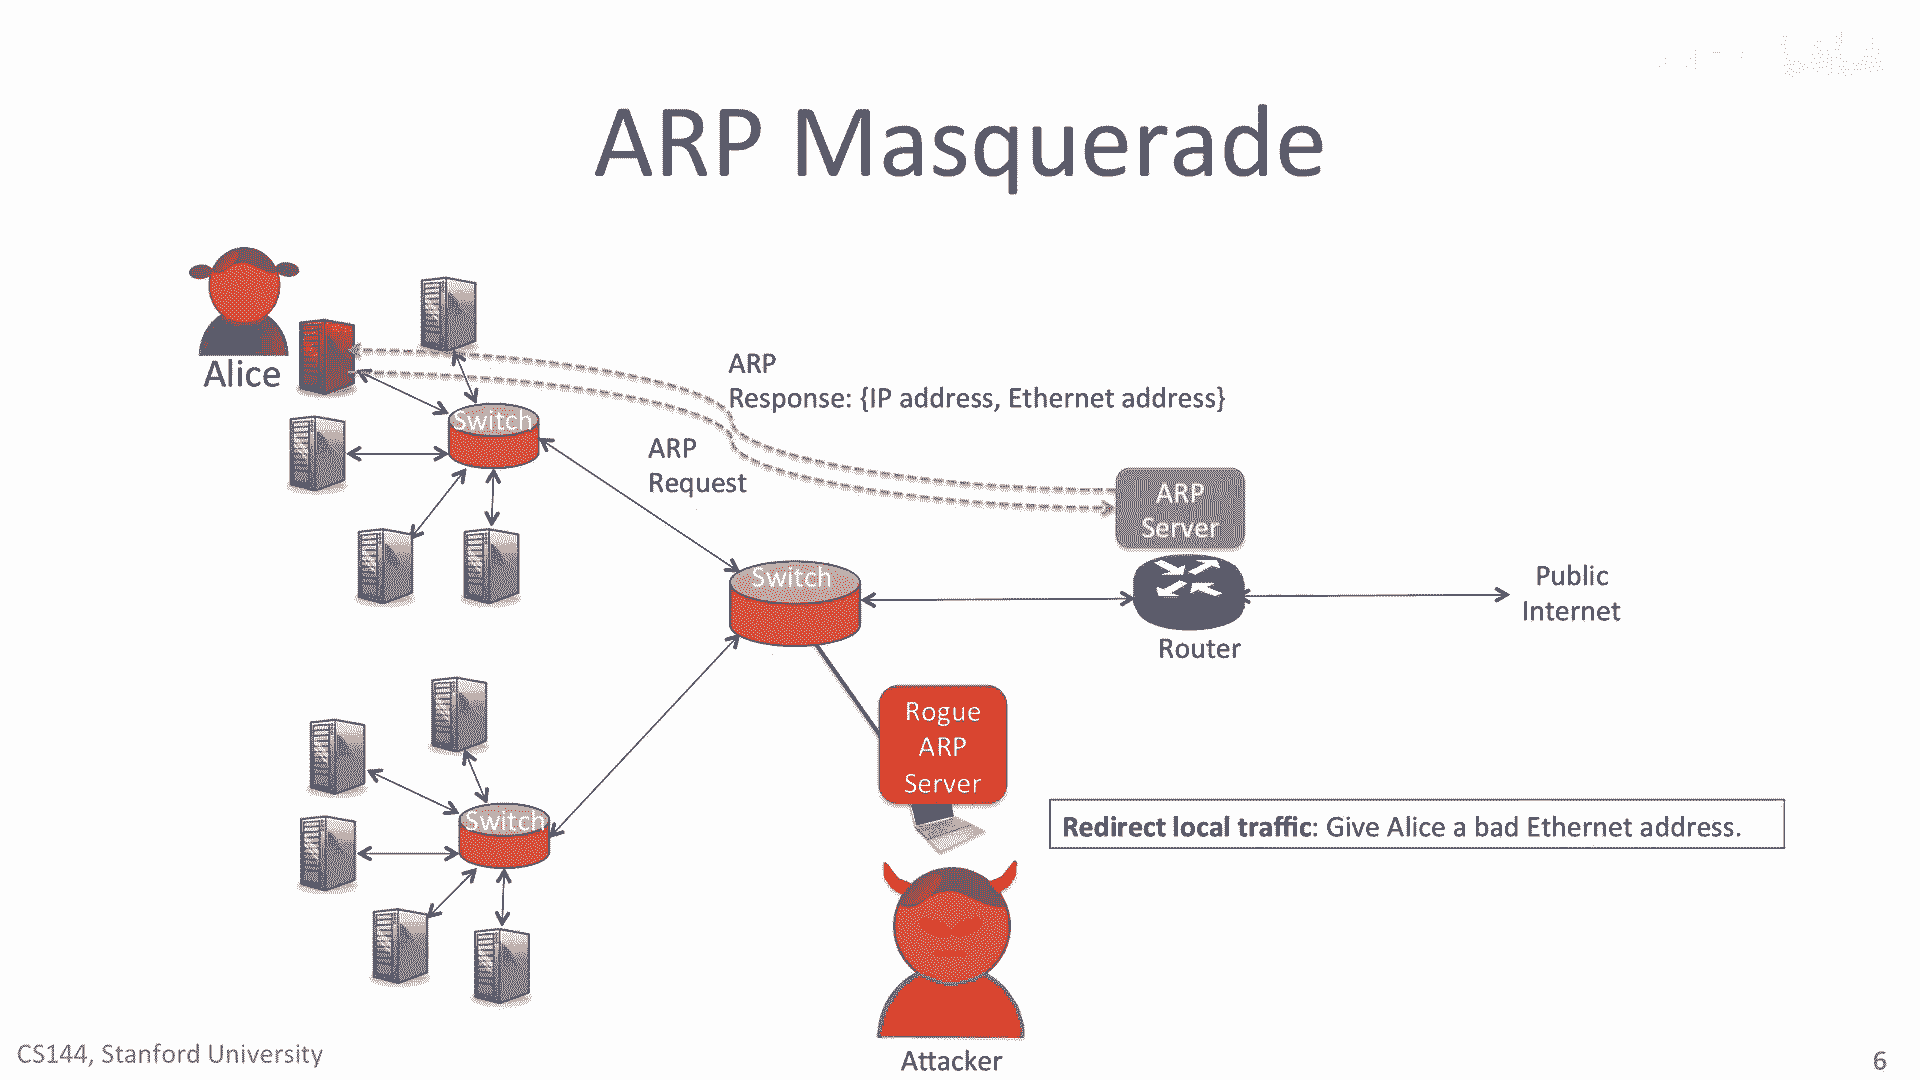 ARP Masquerade
Alice
ARP
Response: {IP address, Ethernet address}
Switch
ARP
Request
ARP
Server
Switch
Public
Internet
Router
Rogue
ARP
Server
Switch
Redirect local traffic: Give Alice a bad Ethernet address.
Attacker
CS144, Stanford University
6